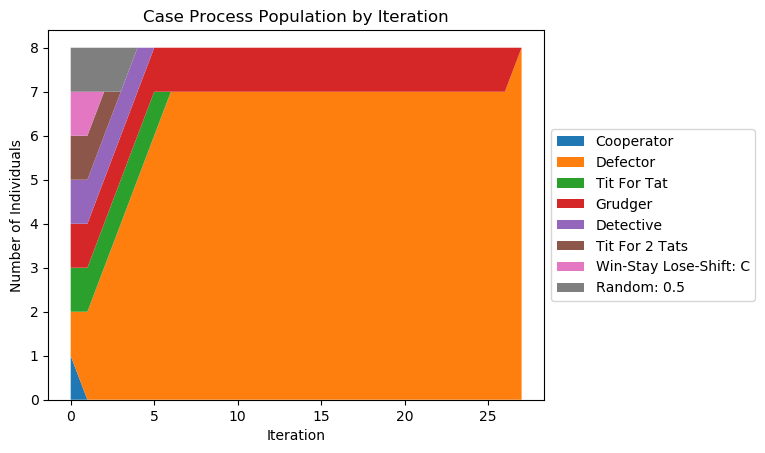 Case Process Population by Iteration
Number of Individuals
8
7
6
5
4
3
2
1
0
0 5 10 15 20 25
Iteration
Cooperator
Defector
Tit For Tat
Grudger
Detective
Tit For 2 Tats
Win-Stay Lose-Shift: C
Random: 0.5